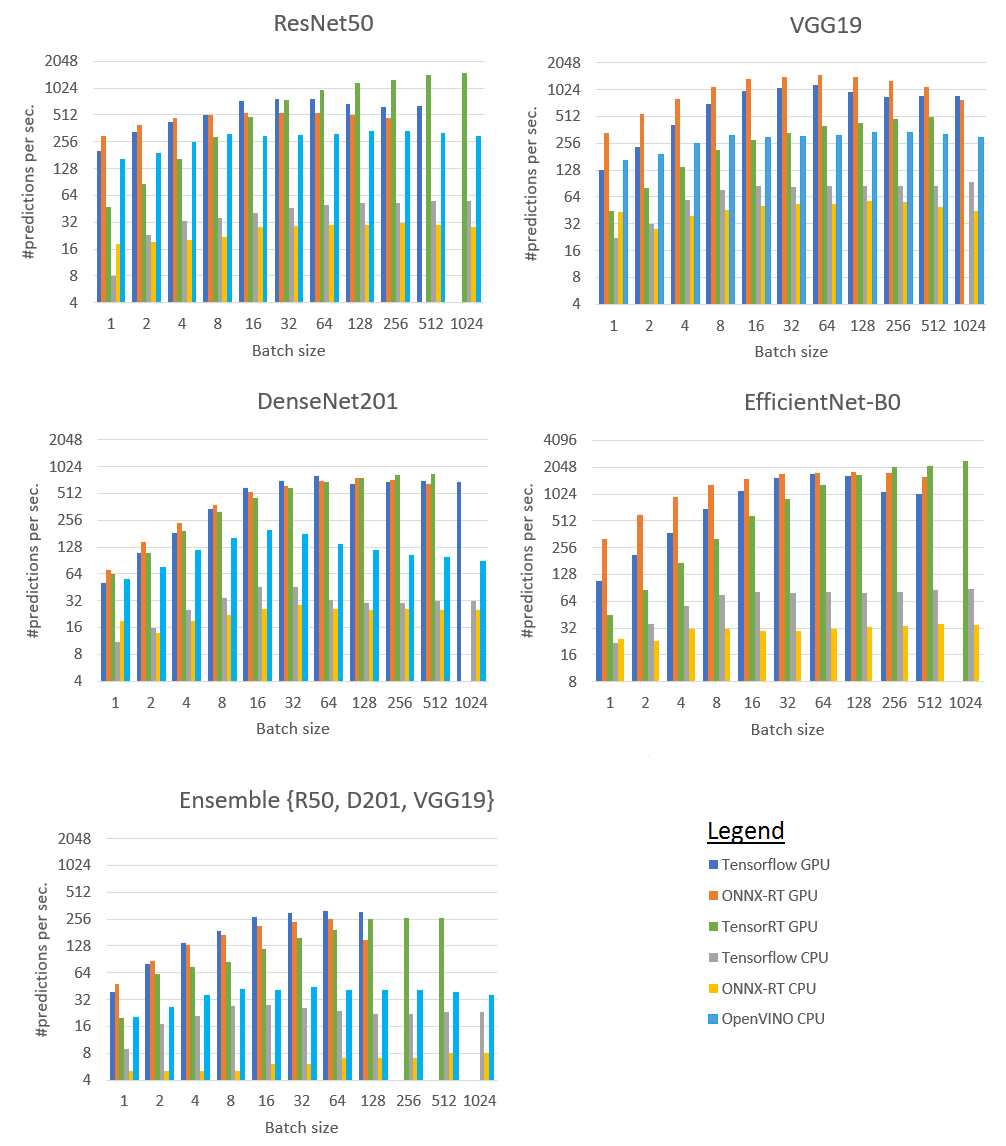 ResNet50
2048
1024
512
256
128
64
32
16
8
4
#predictions per sec.
1 2 4 8 16 32 64 128 256 512 1024
Batch size
VGG19
2048
1024
512
256
128
64
32
16
8
4
#predictions per sec.
1 2 4 8 16 32 64 128 256 512 1024
Batch size
DenseNet201
2048
1024
512
256
128
64
32
16
8
4
#predictions per sec.
1 2 4 8 16 32 64 128 256 512 1024
Batch size
EfficientNet-B0
4096
2048
1024
512
256
128
64
32
16
8
#predictions per sec.
1 2 4 8 16 32 64 128 256 512 1024
Batch size
Ensemble {R50, D201, VGG19}
2048
1024
512
256
128
64
32
16
8
4
#predictions per sec.
1 2 4 8 16 32 64 128 256 512 1024
Batch size
Legend
Tensorflow GPU
ONNX-RT GPU
TensorRT GPU
Tensorflow CPU
ONNX-RT CPU
OpenVINO CPU